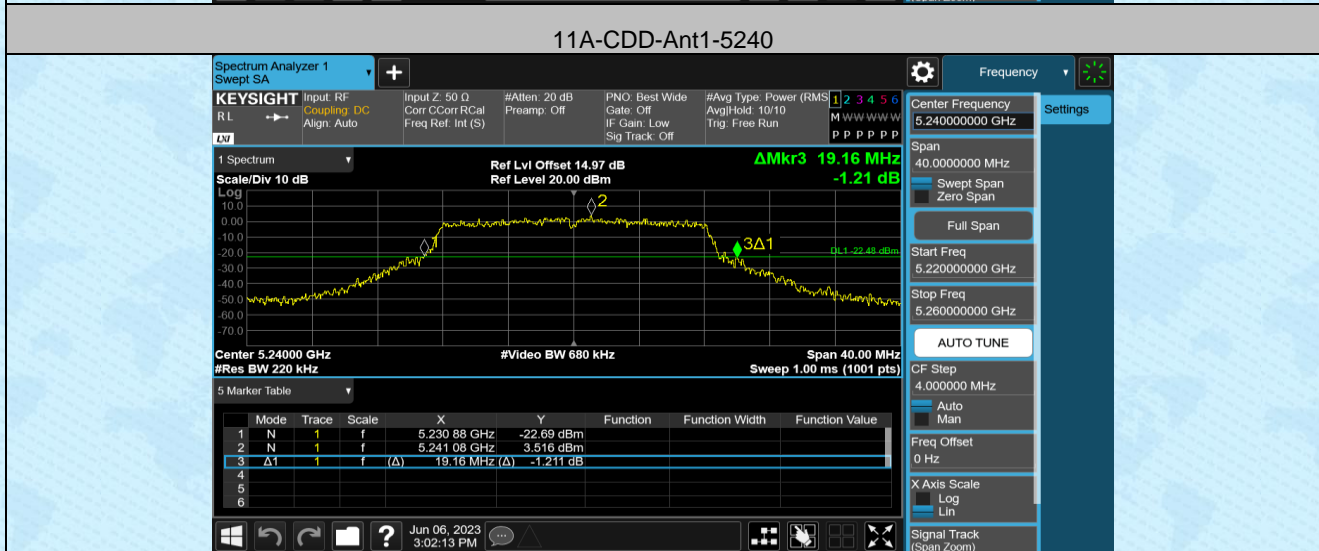 (Span Zoom)
11A-CDD-Ant1-5240
Spectrum Analyzer 1
Swept SA
+
Frequency
KEYSIGHT
RL
LXI
Input: RF
Coupling: DC
Align: Auto
Input Z: 50 Ω
Corr CCorr RCal
Freq Ref: Int (S)
#Atten: 20 dB
Preamp: Off
PNO: Best Wide
Gate: Off
IF Gain: Low
Sig Track: Off
#Avg Type: Power (RMS
Avg|Hold: 10/10
Trig: Free Run
1 2 3 4 5 6
M W W W W W
P P P P P P
Center Frequency
5.240000000 GHz
Settings
Span
40.0000000 MHz
Swept Span
Zero Span
Full Span
Start Freq
5.220000000 GHz
Stop Freq
5.260000000 GHz
AUTO TUNE
CF Step
4.000000 MHz
Auto
Man
Freq Offset
0 Hz
X Axis Scale
Log
Lin
Signal Track
(Span Zoom)
1 Spectrum
Scale/Div 10 dB
Ref Lvl Offset 14.97 dB
Ref Level 20.00 dBm
ΔMkr3 19.16 MHz
-1.21 dB
Log
10.0
0.00
-10.0
-20.0
-30.0
-40.0
-50.0
-60.0
-70.0
2
3Δ1
DL1 -22.48 dBm
Center 5.24000 GHz
#Video BW 680 kHz
Span 40.00 MHz
#Res BW 220 kHz
Sweep 1.00 ms (1001 pts)
5 Marker Table
Mode Trace Scale X Y Function Function Width Function Value
1 N 1 f 5.230 88 GHz -22.69 dBm
2 N 1 f 5.241 08 GHz 3.516 dBm
3 Δ1 1 f (Δ) 19.16 MHz (Δ) -1.211 dB
4
5
6
?
Jun 06, 2023
3:02:13 PM